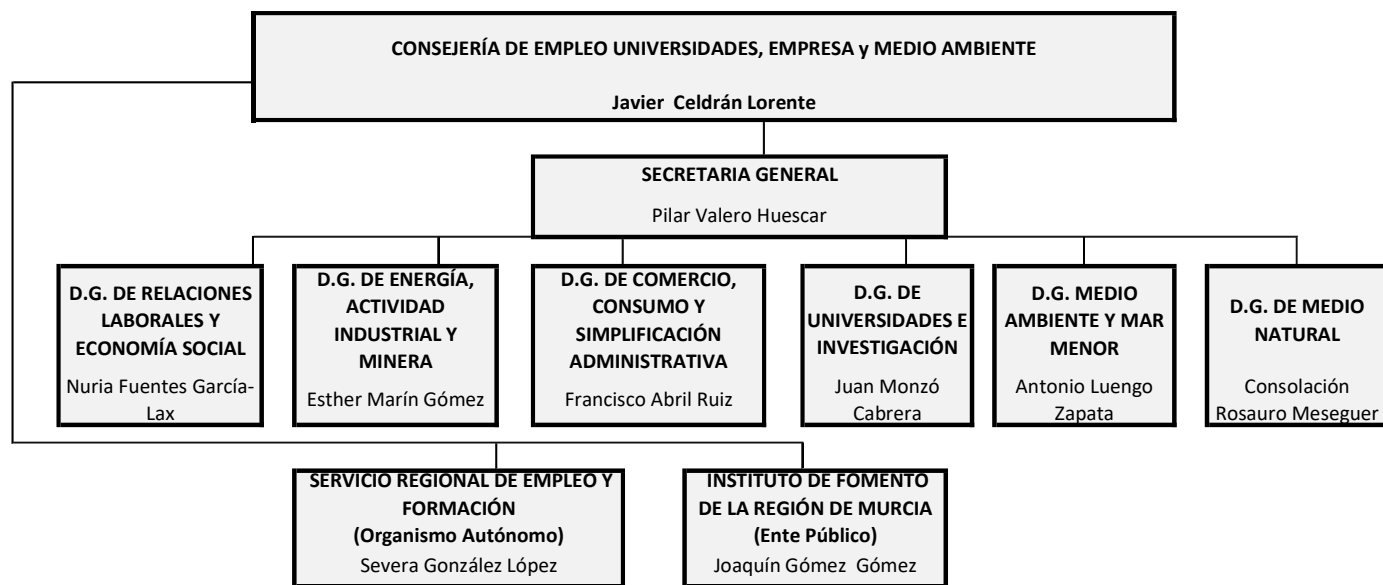 CONSEJERÍA DE EMPLEO UNIVERSIDADES, EMPRESA y MEDIO AMBIENTE
Javier Celdrán Lorente
SECRETARIA GENERAL
Pilar Valero Huescar
D.G. DE RELACIONES
LABORALES Y
ECONOMÍA SOCIAL
Nuria Fuentes García-
Lax
D.G. DE ENERGÍA,
ACTIVIDAD
INDUSTRIAL Y
MINERA
Esther Marín Gómez
D.G. DE COMERCIO,
CONSUMO Y
SIMPLIFICACIÓN
ADMINISTRATIVA
Francisco Abril Ruiz
D.G. DE
UNIVERSIDADES E
INVESTIGACIÓN
Juan Monzó
Cabrera
D.G. MEDIO
AMBIENTE Y MAR
MENOR
Antonio Luengo
Zapata
D.G. DE MEDIO
NATURAL
Consolación
Rosauro Meseguer
SERVICIO REGIONAL DE EMPLEO Y
FORMACIÓN
(Organismo Autónomo)
Severa González López
INSTITUTO DE FOMENTO
DE LA REGIÓN DE MURCIA
(Ente Público)
Joaquín Gómez Gómez